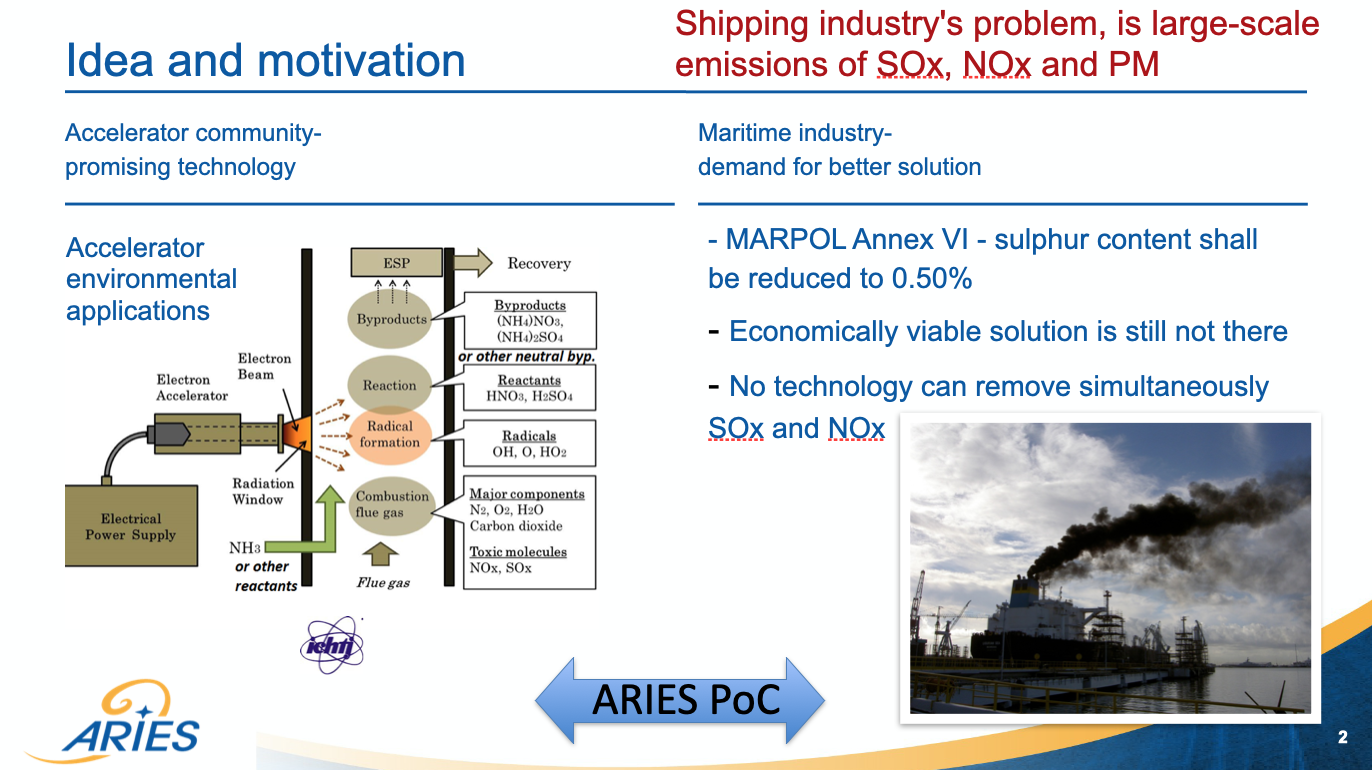 Idea and motivation
Shipping industry's problem, is large-scale
emissions of SOx, NOx and PM
Accelerator community-
promising technology
Maritime industry-
demand for better solution
Accelerator
environmental
applications
ESP
Recovery
Byproducts
Byproducts
(NH4)NO3,
(NH4)2SO4
or other neutral byp.
Electron
Beam
Electron
Accelerator
Reaction
Reactants
HNO3, H2SO4
Radical
formation
Radicals
OH, O, HO2
Radiation
Window
Combustion
flue gas
Major components
N2, O2, H2O
Carbon dioxide
Toxic molecules
NOx, SOx
Electrical
Power Supply
NH3
or other
reactants
Flue gas
ichtj
- MARPOL Annex VI - sulphur content shall
be reduced to 0.50%
- Economically viable solution is still not there
- No technology can remove simultaneously
SOx and NOx
ARIES PoC
ARIES
2